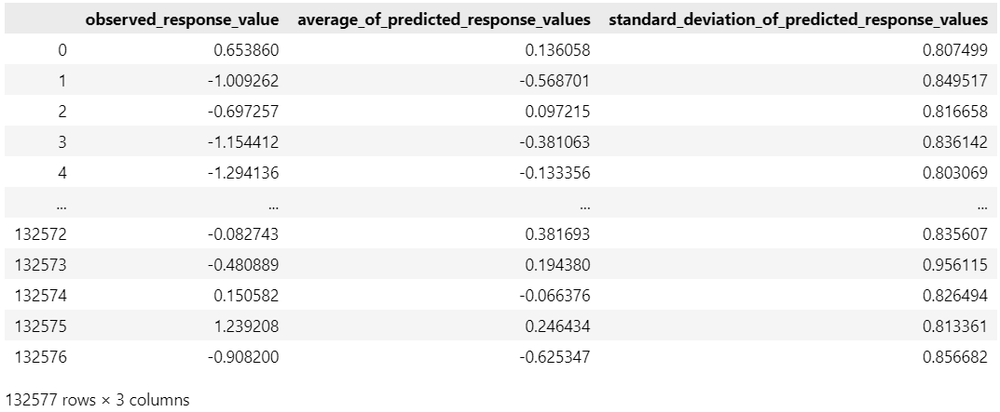 observed_response_value average_of_predicted_response_values standard_deviation_of_predicted_response_values
0 0.653860 0.136058 0.807499
1 -1.009262 -0.568701 0.849517
2 -0.697257 0.097215 0.816658
3 -1.154412 -0.381063 0.836142
4 -1.294136 -0.133356 0.803069
... ... ... ...
132572 -0.082743 0.381693 0.835607
132573 -0.480889 0.194380 0.956115
132574 0.150582 -0.066376 0.826494
132575 1.239208 0.246434 0.813361
132576 -0.908200 -0.625347 0.856682
132577 rows × 3 columns